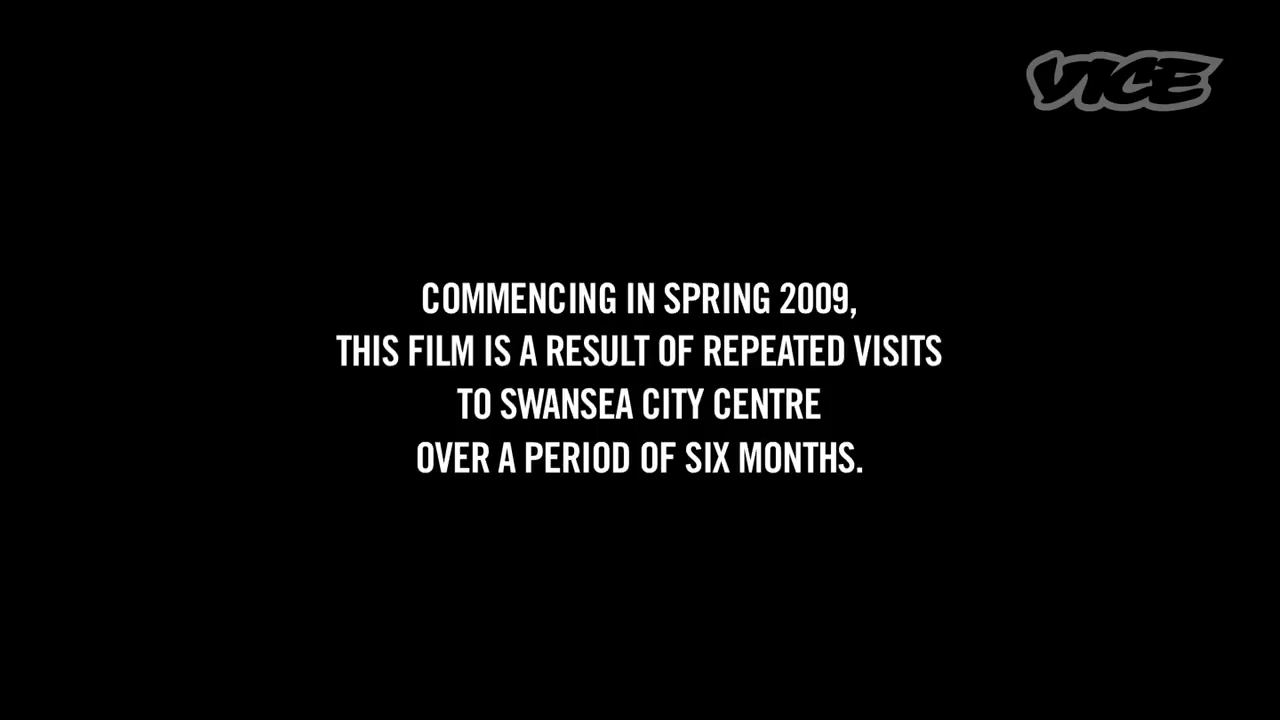 VICE
COMMENCING IN SPRING 2009,
THIS FILM IS A RESULT OF REPEATED VISITS
TO SWANSEA CITY CENTRE
OVER A PERIOD OF SIX MONTHS.